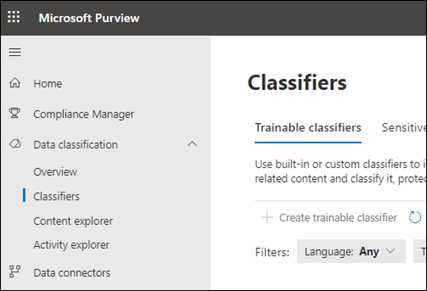 Microsoft Purview
Home
Compliance Manager
Data classification
Overview
Classifiers
Content explorer
Activity explorer
Data connectors
Classifiers
Trainable classifiers Sensitive
Use built-in or custom classifiers to i
related content and classify it, protec
Create trainable classifier
Filters: Language: Any T